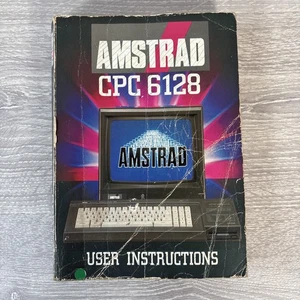 AMSTRAD
CPC 6128
AMSTRAD
USER INSTRUCTIONS